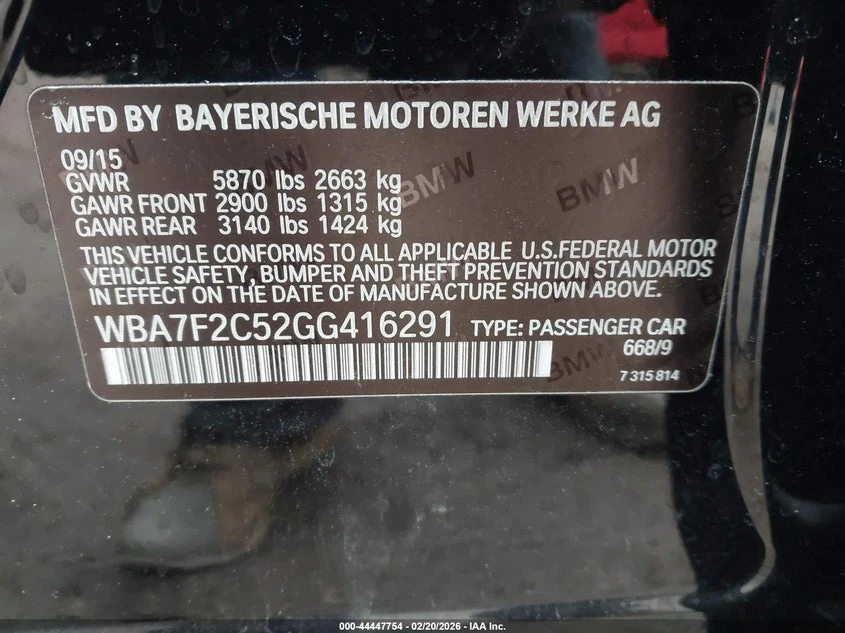 MFD BY BAYERISCHE MOTOREN WERKE AG
09/15
GVWR 5870 lbs 2663 kg
GAWR FRONT 2900 lbs 1315 kg
GAWR REAR 3140 lbs 1424 kg
THIS VEHICLE CONFORMS TO ALL APPLICABLE U.S.FEDERAL MOTOR
VEHICLE SAFETY, BUMPER AND THEFT PREVENTION STANDARDS
IN EFFECT ON THE DATE OF MANUFACTURE SHOWN ABOVE.
WBA7F2C52GG416291 TYPE: PASSENGER CAR
668/9
7 315 814
BMW BMW BMW
000-44447754 - 02/20/2026 - IAA Inc.